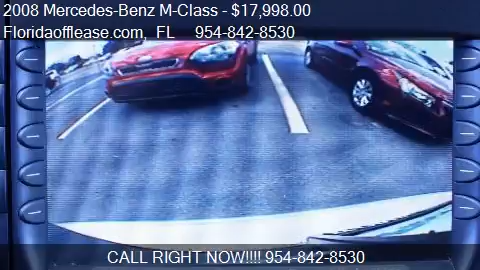 2008 Mercedes-Benz M-Class - $17,998.00
Floridaofflease.com, FL 954-842-8530
CALL RIGHT NOW!!!! 954-842-8530